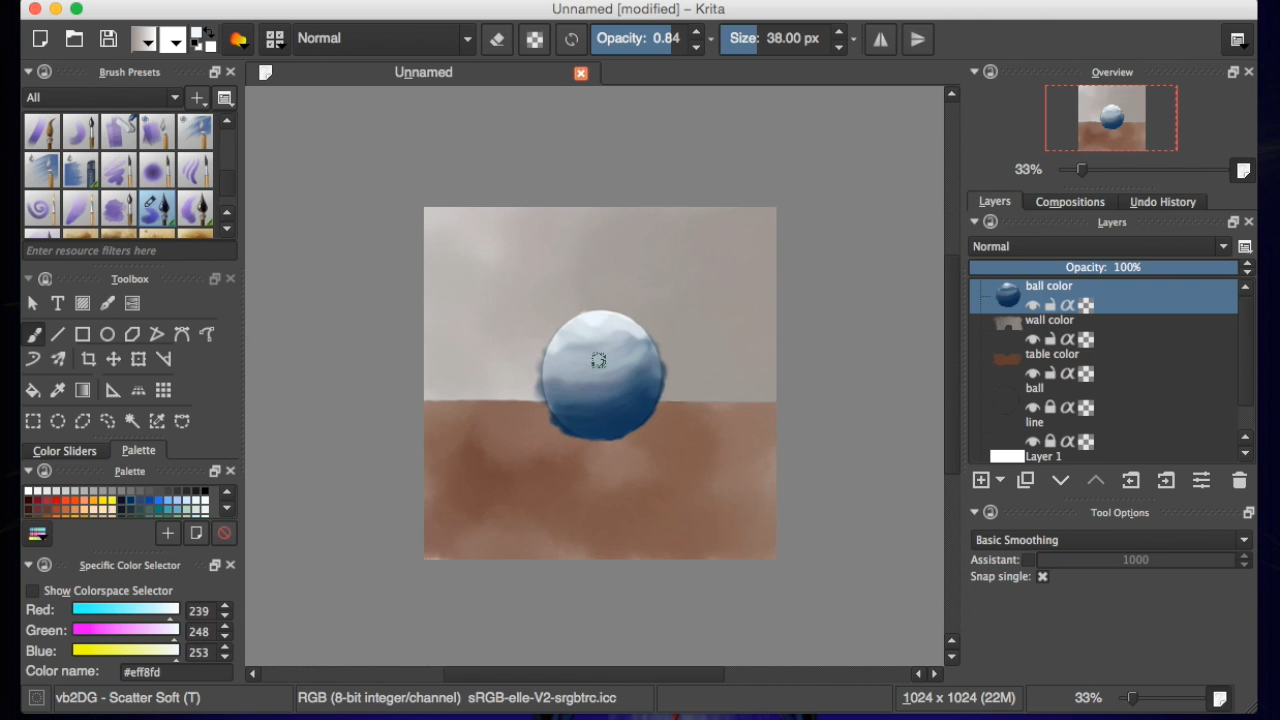 Unnamed [modified] – Krita
Normal
Opacity: 0.84
Size: 38.00 px
Brush Presets
Unnamed
Overview
All
33%
Layers
Compositions
Undo History
Layers
Normal
Enter resource filters here
Opacity: 100%
Toolbox
ball color
wall color
table color
ball
line
Layer 1
Color Sliders
Palette
Palette
Tool Options
Basic Smoothing
Assistant:
1000
Snap single:
Specific Color Selector
Show Colorspace Selector
Red:
239
Green:
248
Blue:
253
Color name:
#eff8fd
vb2DG - Scatter Soft (T)
RGB (8-bit integer/channel) sRGB-elle-V2-srgbtrc.icc
1024 x 1024 (22M)
33%